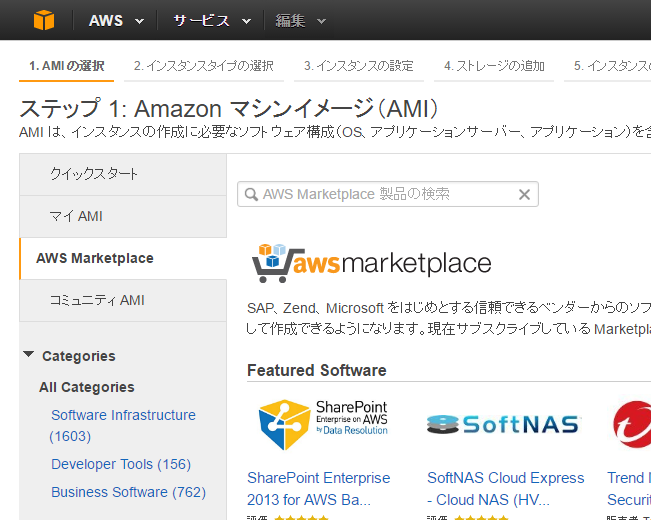 AWS サービス 編集
1. AMI の選択 2. インスタンスタイプの選択 3. インスタンスの設定 4. ストレージの追加 5. インスタンスの
ステップ 1: Amazon マシンイメージ（AMI）
AMI は、インスタンスの作成に必要なソフトウェア構成（OS、アプリケーションサーバー、アプリケーション）を含
クイックスタート
マイ AMI
AWS Marketplace
コミュニティ AMI
Categories
All Categories
Software Infrastructure
(1603)
Developer Tools (156)
Business Software (762)
AWS Marketplace 製品の検索
awsmarketplace
SAP、Zend、Microsoft をはじめとする信頼できるベンダーからのソフ
して作成できるようになります。現在サブスクライブしている Marketpla
Featured Software
SharePoint
Enterprise on AWS
by Data Resolution
SharePoint Enterprise
2013 for AWS Ba...
評価
SoftNAS
SoftNAS Cloud Express
- Cloud NAS (HV...
評価
Trend
Securit
販売者